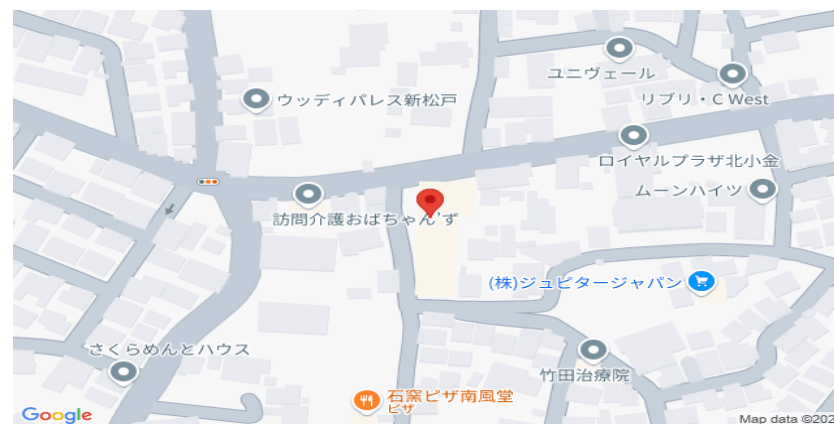 ユニヴェール
ウッディパレス新松戸
リブリ・C West
ロイヤルプラザ北小金
ムーンハイツ
訪問介護おばちゃん'ず
(株)ジュピタージャパン
さくらめんとハウス
竹田治療院
石窯ピザ南風堂
ピザ
Google
Map data ©202